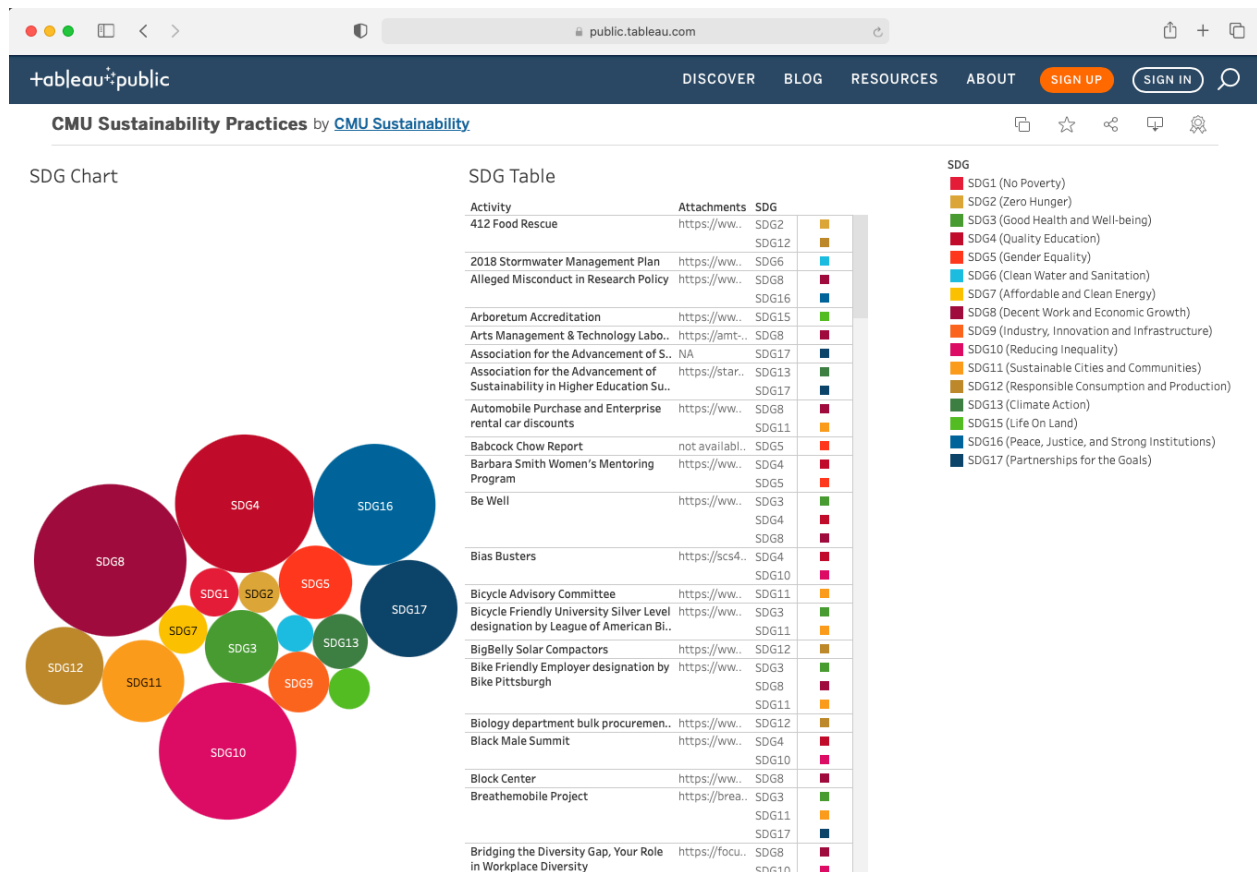 public.tableau.com
tableau public
DISCOVER BLOG RESOURCES ABOUT SIGN UP SIGN IN
CMU Sustainability Practices by CMU Sustainability
SDG Chart
SDG8
SDG4
SDG16
SDG1
SDG2
SDG5
SDG17
SDG7
SDG3
SDG13
SDG12
SDG11
SDG9
SDG10
SDG Table
Activity Attachments SDG
412 Food Rescue https://ww.. SDG2
SDG12
2018 Stormwater Management Plan https://ww.. SDG6
Alleged Misconduct in Research Policy https://ww.. SDG8
SDG16
Arboretum Accreditation https://ww.. SDG15
Arts Management & Technology Labo.. https://amt-.. SDG8
Association for the Advancement of S.. NA SDG17
Association for the Advancement of https://star.. SDG13
Sustainability in Higher Education Su.. SDG17
Automobile Purchase and Enterprise https://ww.. SDG8
rental car discounts SDG11
Babcock Chow Report not availabl.. SDG5
Barbara Smith Women's Mentoring https://ww.. SDG4
Program SDG5
Be Well https://ww.. SDG3
SDG4
SDG8
Bias Busters https://scs4.. SDG4
SDG10
Bicycle Advisory Committee https://ww.. SDG11
Bicycle Friendly University Silver Level https://ww.. SDG3
designation by League of American Bi.. SDG11
BigBelly Solar Compactors https://ww.. SDG12
Bike Friendly Employer designation by https://ww.. SDG3
Bike Pittsburgh SDG8
SDG11
Biology department bulk procuremen.. https://ww.. SDG12
Black Male Summit https://ww.. SDG4
SDG10
Block Center https://ww.. SDG8
Breathemobile Project https://brea.. SDG3
SDG11
SDG17
Bridging the Diversity Gap, Your Role https://focu.. SDG8
in Workplace Diversity SDG10
SDG
SDG1 (No Poverty)
SDG2 (Zero Hunger)
SDG3 (Good Health and Well-being)
SDG4 (Quality Education)
SDG5 (Gender Equality)
SDG6 (Clean Water and Sanitation)
SDG7 (Affordable and Clean Energy)
SDG8 (Decent Work and Economic Growth)
SDG9 (Industry, Innovation and Infrastructure)
SDG10 (Reducing Inequality)
SDG11 (Sustainable Cities and Communities)
SDG12 (Responsible Consumption and Production)
SDG13 (Climate Action)
SDG15 (Life On Land)
SDG16 (Peace, Justice, and Strong Institutions)
SDG17 (Partnerships for the Goals)